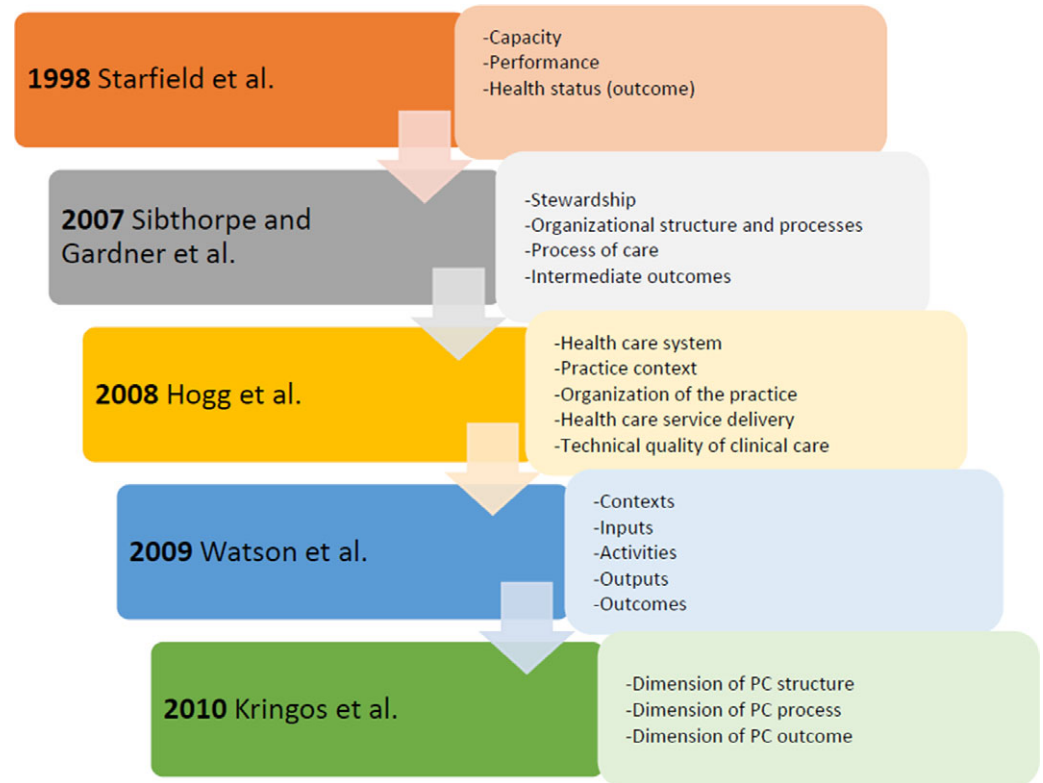 1998 Starfield et al.
-Capacity
-Performance
-Health status (outcome)
2007 Sibthorpe and
Gardner et al.
-Stewardship
-Organizational structure and processes
-Process of care
-Intermediate outcomes
2008 Hogg et al.
-Health care system
-Practice context
-Organization of the practice
-Health care service delivery
-Technical quality of clinical care
2009 Watson et al.
-Contexts
-Inputs
-Activities
-Outputs
-Outcomes
2010 Kringos et al.
-Dimension of PC structure
-Dimension of PC process
-Dimension of PC outcome